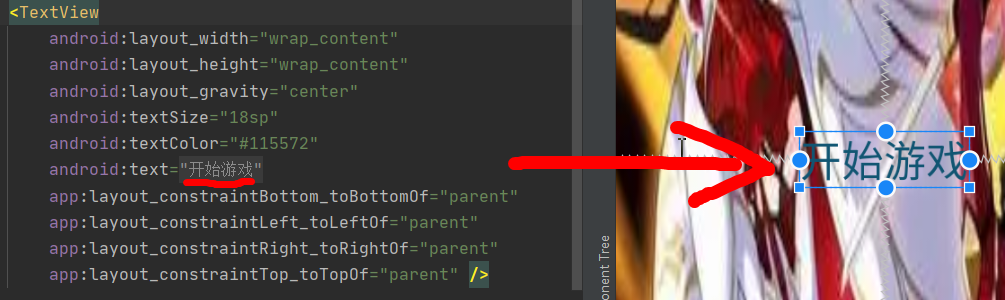 <TextView
android:layout_width="wrap_content"
android:layout_height="wrap_content"
android:layout_gravity="center"
android:textSize="18sp"
android:textColor="#115572"
android:text="开始游戏"
app:layout_constraintBottom_toBottomOf="parent"
app:layout_constraintLeft_toLeftOf="parent"
app:layout_constraintRight_toRightOf="parent"
app:layout_constraintTop_toTopOf="parent" />
onent Tree
开始游戏